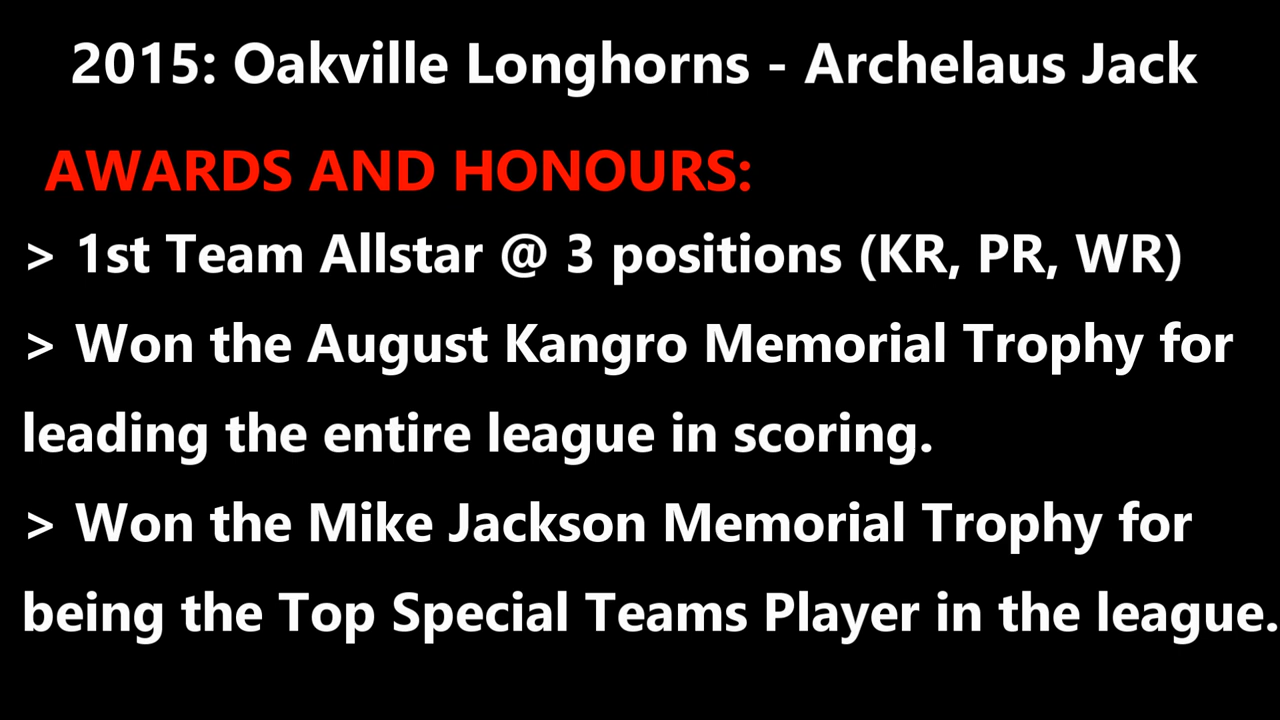 2015: Oakville Longhorns - Archelaus Jack
AWARDS AND HONOURS:
> 1st Team Allstar @ 3 positions (KR, PR, WR)
> Won the August Kangro Memorial Trophy for
leading the entire league in scoring.
> Won the Mike Jackson Memorial Trophy for
being the Top Special Teams Player in the league.